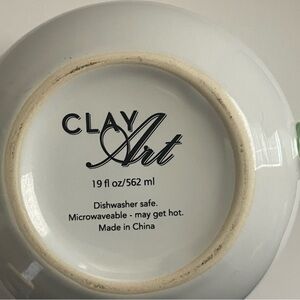 CLAY
Art
19 fl oz/562 ml
Dishwasher safe.
Microwaveable - may get hot.
Made in China